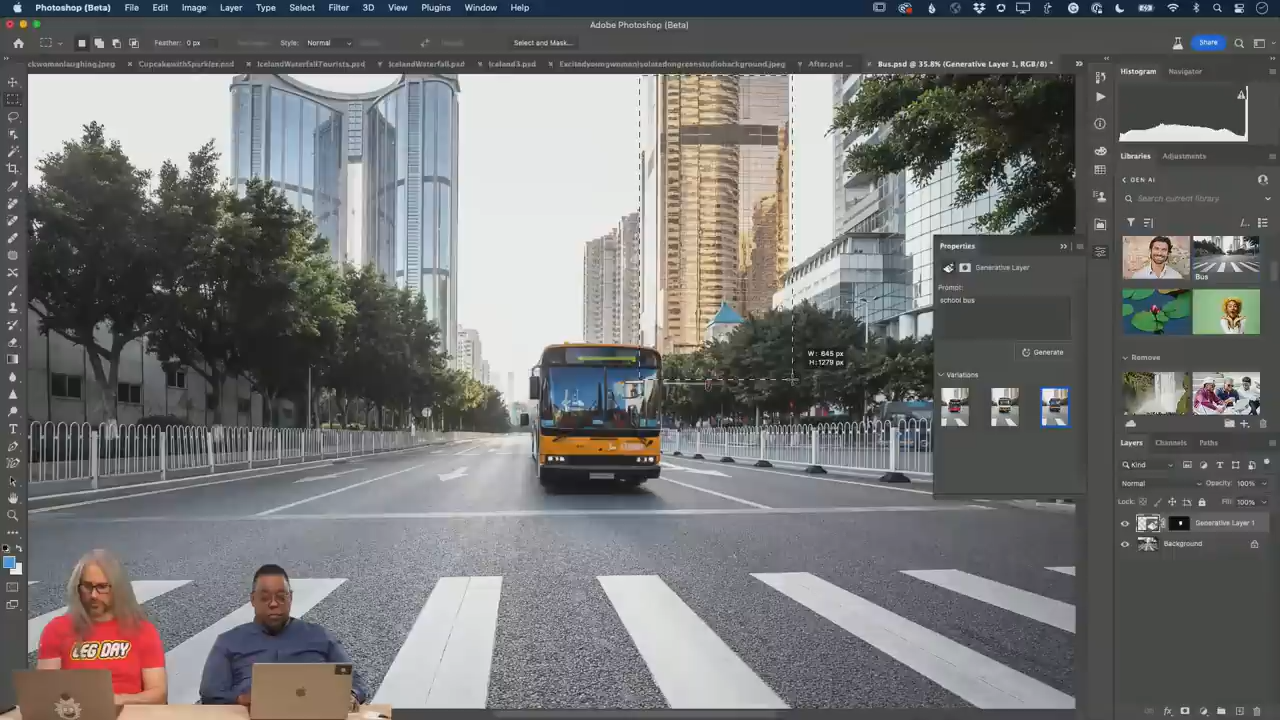 Photoshop (Beta) File Edit Image Layer Type Select Filter 3D View Plugins Window Help
Adobe Photoshop (Beta)
Feather: 0 px Style: Normal Select and Mask... Share
ckwomanlaughing.jpeg CupcakewithSparkler.psd IcelandWaterfallTourists.psd IcelandWaterfall.psd Iceland3.psd After.psd ... Bus.psd @ 35.8% (Generative Layer 1, RGB/8) *
Histogram Navigator
Libraries Adjustments
GEN AI
Search current library
Bus
Remove
Properties
Generative Layer
Prompt:
school bus
Generate
Variations
W: 645 px
H: 1279 px
Layers Channels Paths
Kind
Normal Opacity: 100%
Lock: Fill: 100%
Generative Layer 1
Background
LEG DAY